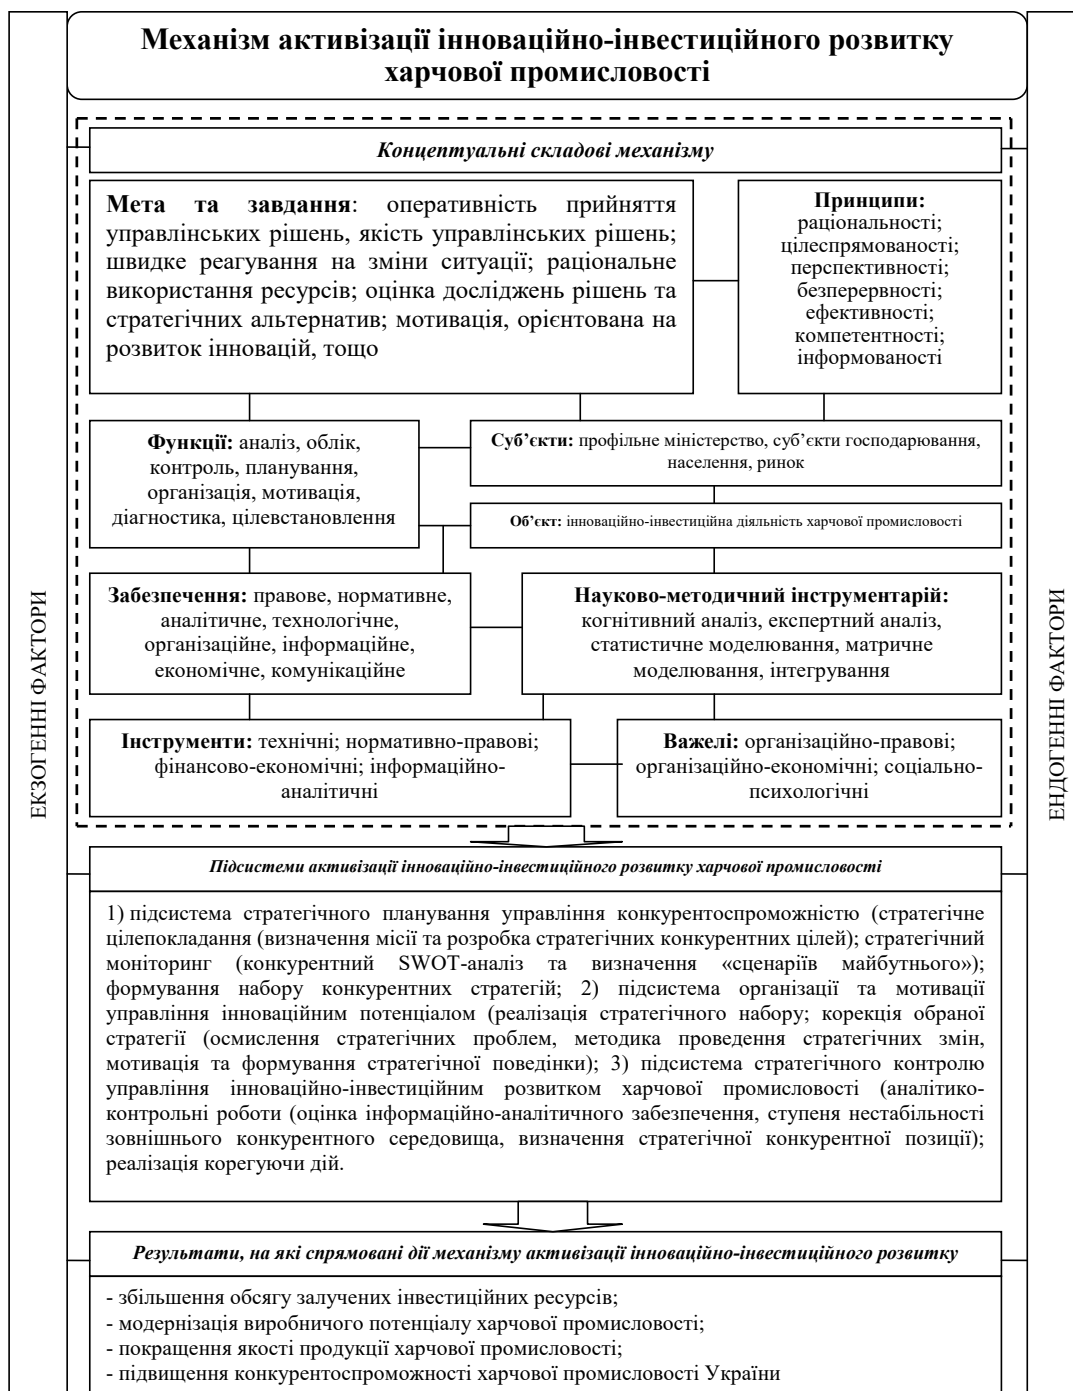 Механізм активізації інноваційно-інвестиційного розвитку
харчової промисловості
Концептуальні складові механізму
Мета та завдання: оперативність прийняття
управлінських рішень, якість управлінських рішень;
швидке реагування на зміни ситуації; раціональне
використання ресурсів; оцінка досліджень рішень та
стратегічних альтернатив; мотивація, орієнтована на
розвиток інновацій, тощо
Принципи:
раціональності;
цілеспрямованості;
перспективності;
безперервності;
ефективності;
компетентності;
інформованості
Функції: аналіз, облік,
контроль, планування,
організація, мотивація,
діагностика, цілевстановлення
Суб’єкти: профільне міністерство, суб’єкти господарювання,
населення, ринок
Об’єкт: інноваційно-інвестиційна діяльність харчової промисловості
Забезпечення: правове, нормативне,
аналітичне, технологічне,
організаційне, інформаційне,
економічне, комунікаційне
Науково-методичний інструментарій:
когнітивний аналіз, експертний аналіз,
статистичне моделювання, матричне
моделювання, інтегрування
Інструменти: технічні; нормативно-правові;
фінансово-економічні; інформаційно-
аналітичні
Важелі: організаційно-правові;
організаційно-економічні; соціально-
психологічні
ЕКЗОГЕННІ ФАКТОРИ
ЕНДОГЕННІ ФАКТОРИ
Підсистеми активізації інноваційно-інвестиційного розвитку харчової промисловості
1) підсистема стратегічного планування управління конкурентоспроможністю (стратегічне
цілепокладання (визначення місії та розробка стратегічних конкурентних цілей); стратегічний
моніторинг (конкурентний SWOT-аналіз та визначення «сценаріїв майбутнього»);
формування набору конкурентних стратегій; 2) підсистема організації та мотивації
управління інноваційним потенціалом (реалізація стратегічного набору; корекція обраної
стратегії (осмислення стратегічних проблем, методика проведення стратегічних змін,
мотивація та формування стратегічної поведінки); 3) підсистема стратегічного контролю
управління інноваційно-інвестиційним розвитком харчової промисловості (аналітико-
контрольні роботи (оцінка інформаційно-аналітичного забезпечення, ступеня нестабільності
зовнішнього конкурентного середовища, визначення стратегічної конкурентної позиції);
реалізація корегуючи дій.
Результати, на які спрямовані дії механізму активізації інноваційно-інвестиційного розвитку
- збільшення обсягу залучених інвестиційних ресурсів;
- модернізація виробничого потенціалу харчової промисловості;
- покращення якості продукції харчової промисловості;
- підвищення конкурентоспроможності харчової промисловості України